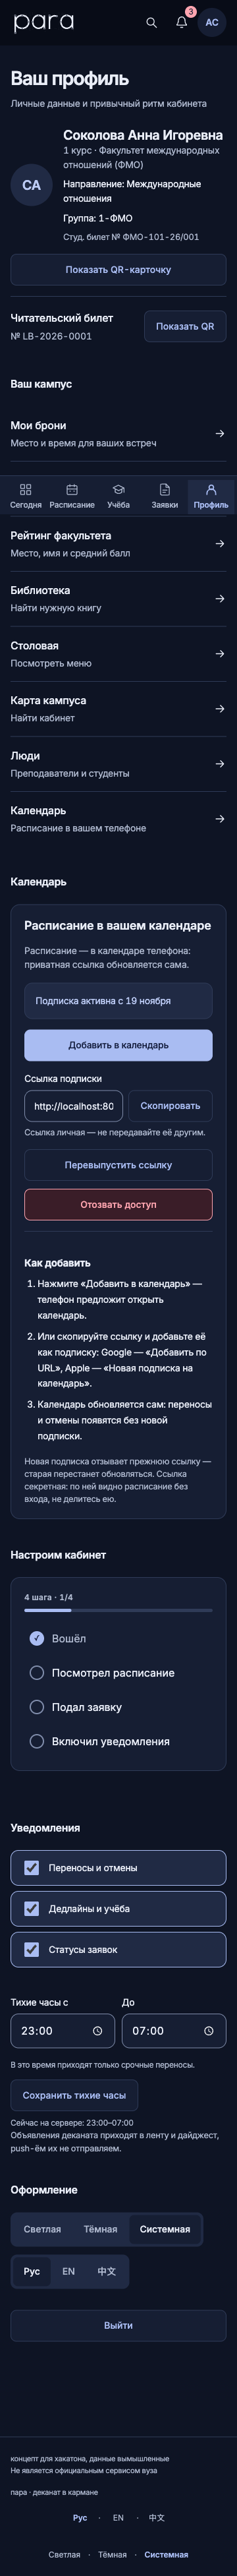 para
3
АС
Ваш профиль
Личные данные и привычный ритм кабинета
СА
Соколова Анна Игоревна
1 курс · Факультет международных
отношений (ФМО)
Направление: Международные
отношения
Группа: 1-ФМО
Студ. билет № ФМО-101-26/001
Показать QR-карточку
Читательский билет
№ LB-2026-0001
Показать QR
Ваш кампус
Мои брони
Место и время для ваших встреч
Сегодня
Расписание
Учёба
Заявки
Профиль
Рейтинг факультета
Место, имя и средний балл
Библиотека
Найти нужную книгу
Столовая
Посмотреть меню
Карта кампуса
Найти кабинет
Люди
Преподаватели и студенты
Календарь
Расписание в вашем телефоне
Календарь
Расписание в вашем календаре
Расписание — в календаре телефона:
приватная ссылка обновляется сама.
Подписка активна с 19 ноября
Добавить в календарь
Ссылка подписки
http://localhost:80
Скопировать
Ссылка личная — не передавайте её другим.
Перевыпустить ссылку
Отозвать доступ
Как добавить
1. Нажмите «Добавить в календарь» —
телефон предложит открыть
календарь.
2. Или скопируйте ссылку и добавьте её
как подписку: Google — «Добавить по
URL», Apple — «Новая подписка на
календарь».
3. Календарь обновляется сам: переносы
и отмены появятся без новой
подписки.
Новая подписка отзывает прежнюю ссылку —
старая перестанет обновляться. Ссылка
секретная: по ней видно расписание без
входа, не делитесь ею.
Настроим кабинет
4 шага · 1/4
Вошёл
Посмотрел расписание
Подал заявку
Включил уведомления
Уведомления
Переносы и отмены
Дедлайны и учёба
Статусы заявок
Тихие часы с
До
23:00
07:00
В это время приходят только срочные переносы.
Сохранить тихие часы
Сейчас на сервере: 23:00–07:00
Объявления деканата приходят в ленту и дайджест,
push-ём их не отправляем.
Оформление
Светлая
Тёмная
Системная
Рус
EN
中文
Выйти
концепт для хакатона, данные вымышленные
Не является официальным сервисом вуза
пара · деканат в кармане
Рус · EN · 中文
Светлая · Тёмная · Системная